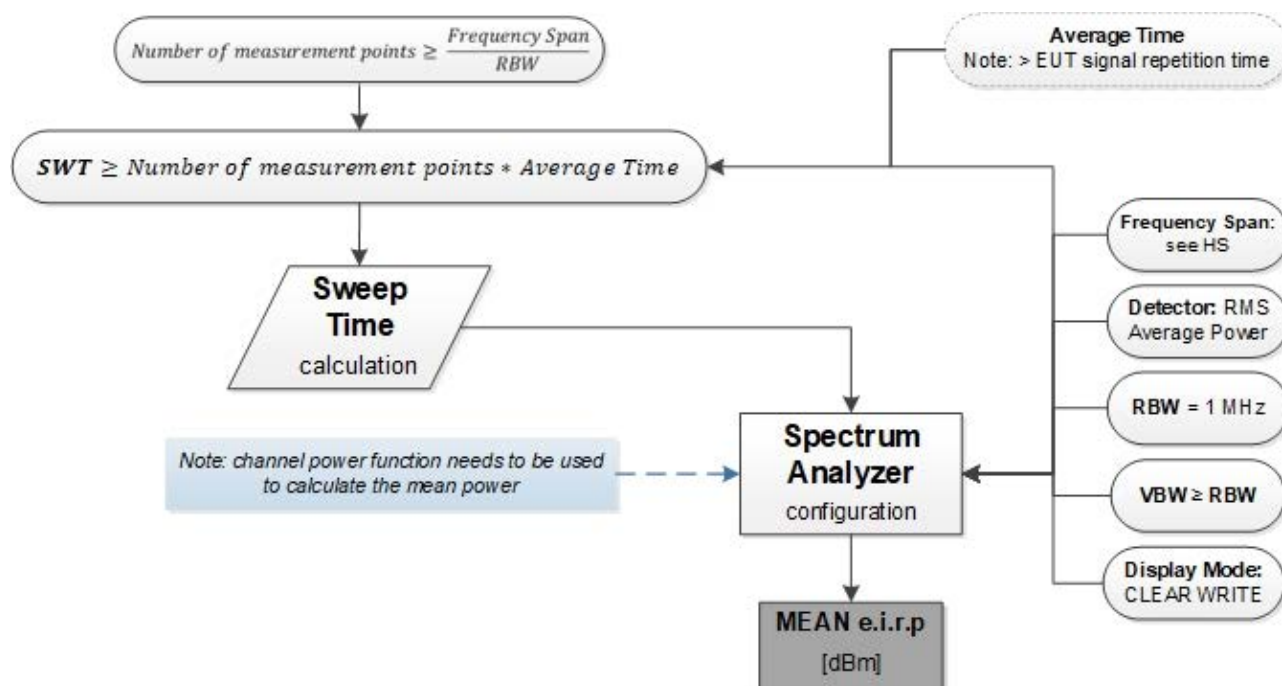 Number of measurement points ≥ Frequency Span / RBW
Average Time
Note: > EUT signal repetition time
SWT ≥ Number of measurement points * Average Time
Frequency Span:
see HS
Sweep
Time
calculation
Detector: RMS
Average Power
RBW = 1 MHz
Note: channel power function needs to be used
to calculate the mean power
Spectrum
Analyzer
configuration
VBW ≥ RBW
Display Mode:
CLEAR WRITE
MEAN e.i.r.p
[dBm]